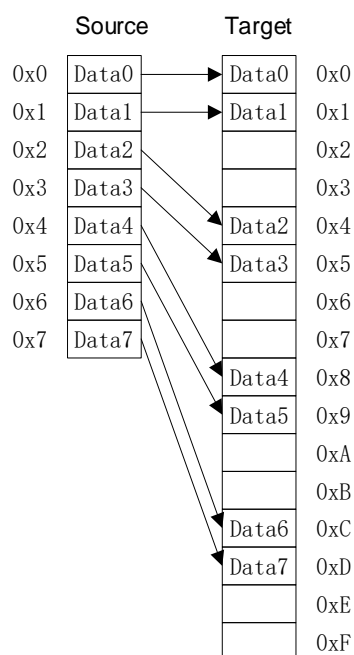 Source Target
0x0 Data0 Data0 0x0
0x1 Data1 Data1 0x1
0x2 Data2 0x2
0x3 Data3 0x3
0x4 Data4 Data2 0x4
0x5 Data5 Data3 0x5
0x6 Data6 0x6
0x7 Data7 0x7
Data4 0x8
Data5 0x9
0xA
0xB
Data6 0xC
Data7 0xD
0xE
0xF